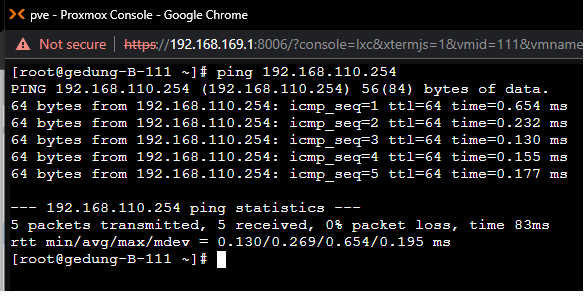 pve - Proxmox Console - Google Chrome
Not secure https://192.168.169.1:8006/?console=lxc&xtermjs=1&vmid=111&vmname
[root@gedung-B-111 ~]# ping 192.168.110.254
PING 192.168.110.254 (192.168.110.254) 56(84) bytes of data.
64 bytes from 192.168.110.254: icmp_seq=1 ttl=64 time=0.654 ms
64 bytes from 192.168.110.254: icmp_seq=2 ttl=64 time=0.232 ms
64 bytes from 192.168.110.254: icmp_seq=3 ttl=64 time=0.130 ms
64 bytes from 192.168.110.254: icmp_seq=4 ttl=64 time=0.155 ms
64 bytes from 192.168.110.254: icmp_seq=5 ttl=64 time=0.177 ms
--- 192.168.110.254 ping statistics ---
5 packets transmitted, 5 received, 0% packet loss, time 83ms
rtt min/avg/max/mdev = 0.130/0.269/0.654/0.195 ms
[root@gedung-B-111 ~]#